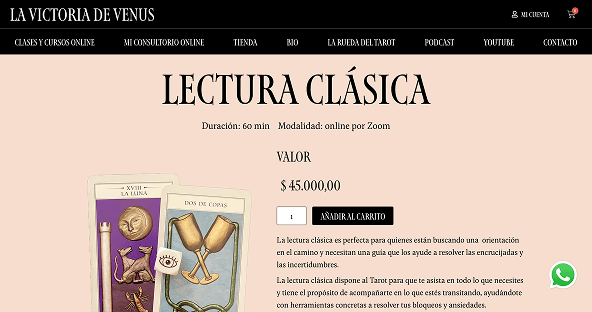 LA VICTORIA DE VENUS
MI CUENTA
CLASES Y CURSOS ONLINE
MI CONSULTORIO ONLINE
TIENDA
BIO
LA RUEDA DEL TAROT
PODCAST
YOUTUBE
CONTACTO
LECTURA CLÁSICA
Duración: 60 min Modalidad: online por Zoom
VALOR
$ 45.000,00
1
AÑADIR AL CARRITO
XVIII
LA LUNA
DOS DE COPAS
La lectura clásica es perfecta para quienes están buscando una orientación
en el camino y necesitan una guía que los ayude a resolver las encrucijadas y
las incertidumbres.
La lectura clásica dispone al Tarot para que te asista en todo lo que necesites
y tiene el propósito de acompañarte en lo que estés transitando, ayudándote
con herramientas concretas a resolver tus bloqueos y ansiedades.